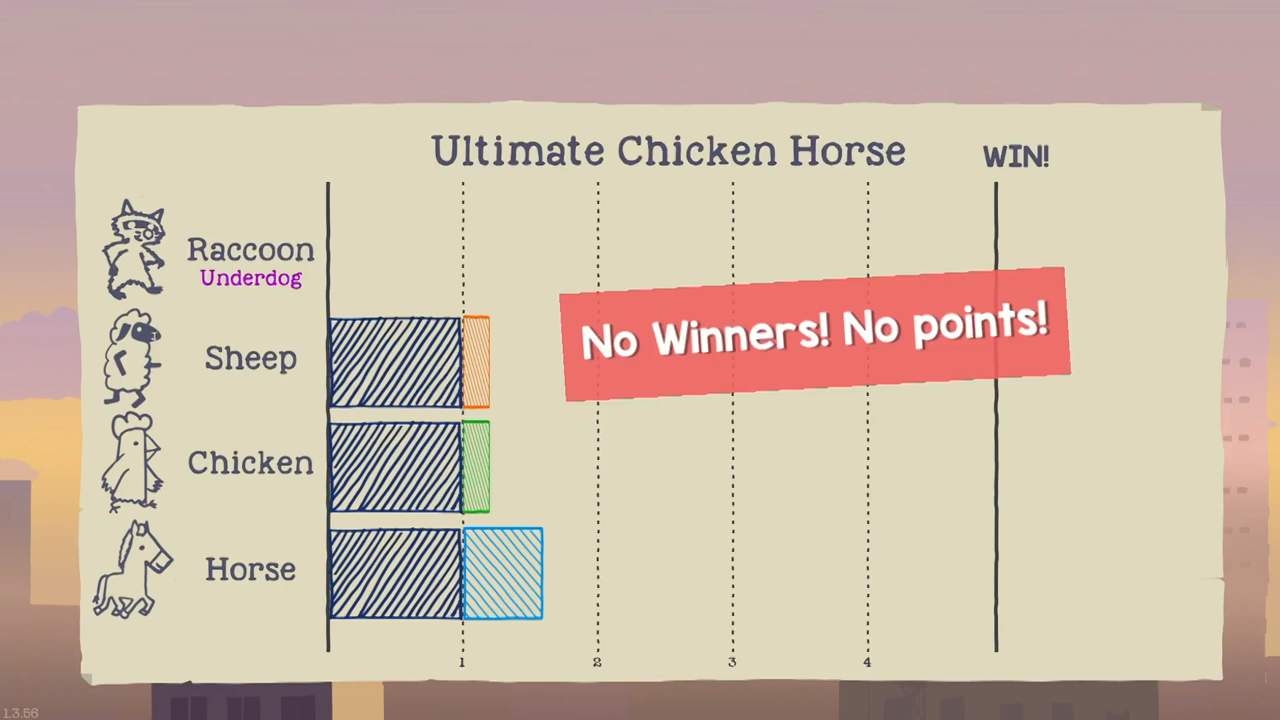 Ultimate Chicken Horse
WIN!
Raccoon
Underdog
No Winners! No points!
Sheep
Chicken
Horse
1 2 3 4
1.3.56